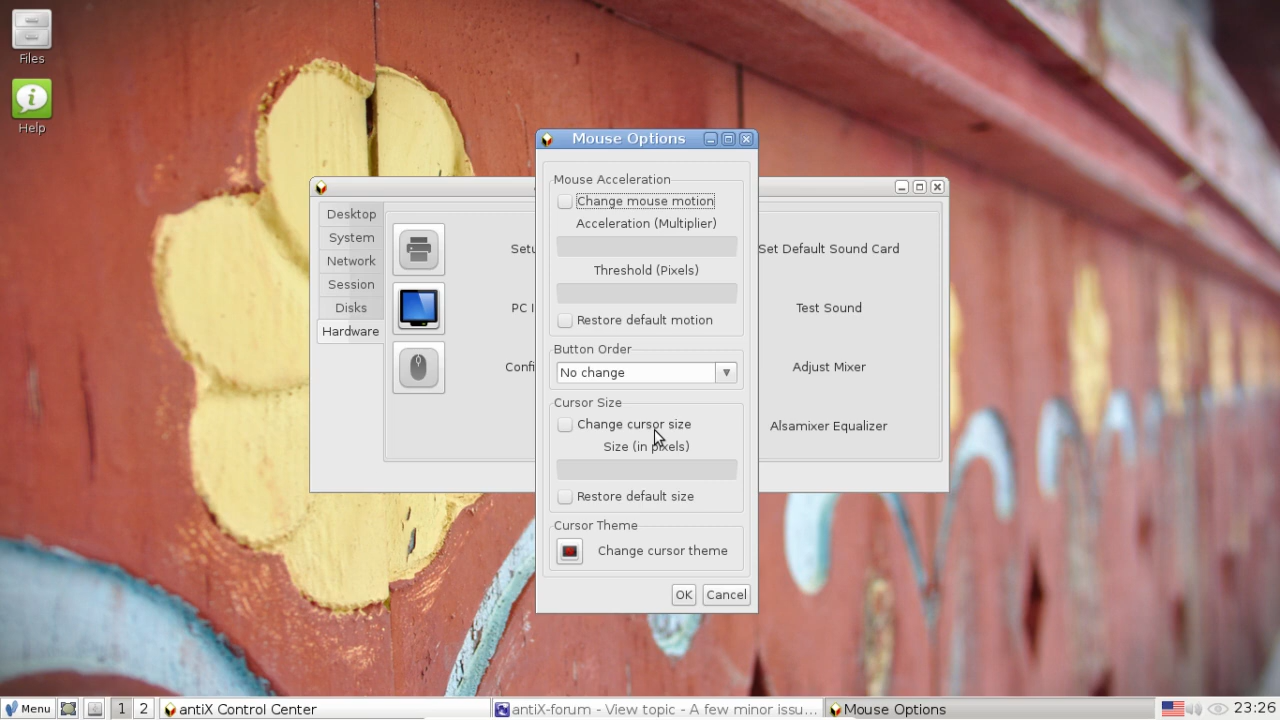 Files
Help
Mouse Options
Desktop
System
Network
Session
Disks
Hardware
Setu
PC I
Confi
Mouse Acceleration
Change mouse motion
Acceleration (Multiplier)
Threshold (Pixels)
Restore default motion
Button Order
No change
Cursor Size
Change cursor size
Size (in pixels)
Restore default size
Cursor Theme
Change cursor theme
OK Cancel
Set Default Sound Card
Test Sound
Adjust Mixer
Alsamixer Equalizer
Menu 1 2 antiX Control Center antiX-forum - View topic - A few minor issu... Mouse Options 23:26